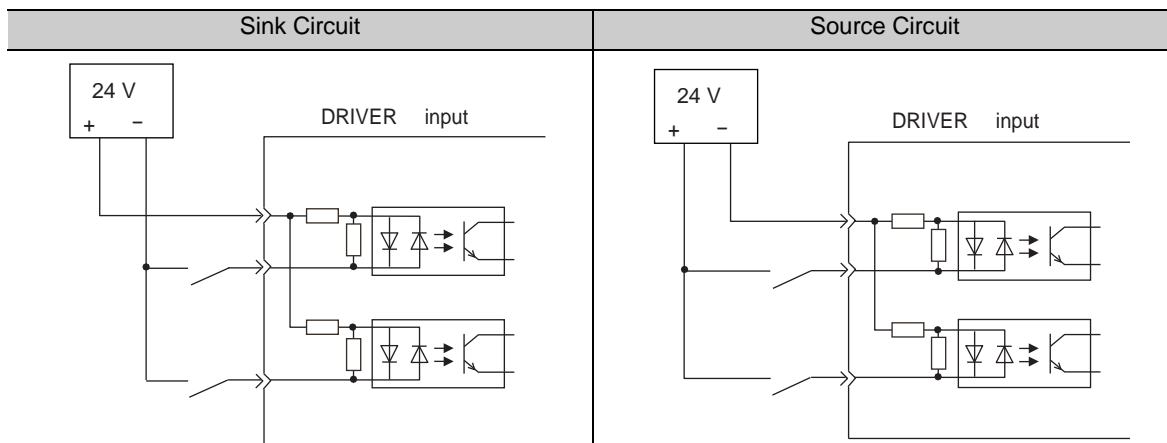 Sink Circuit
Source Circuit
24 V
+ −
DRIVER input
24 V
+ −
DRIVER input